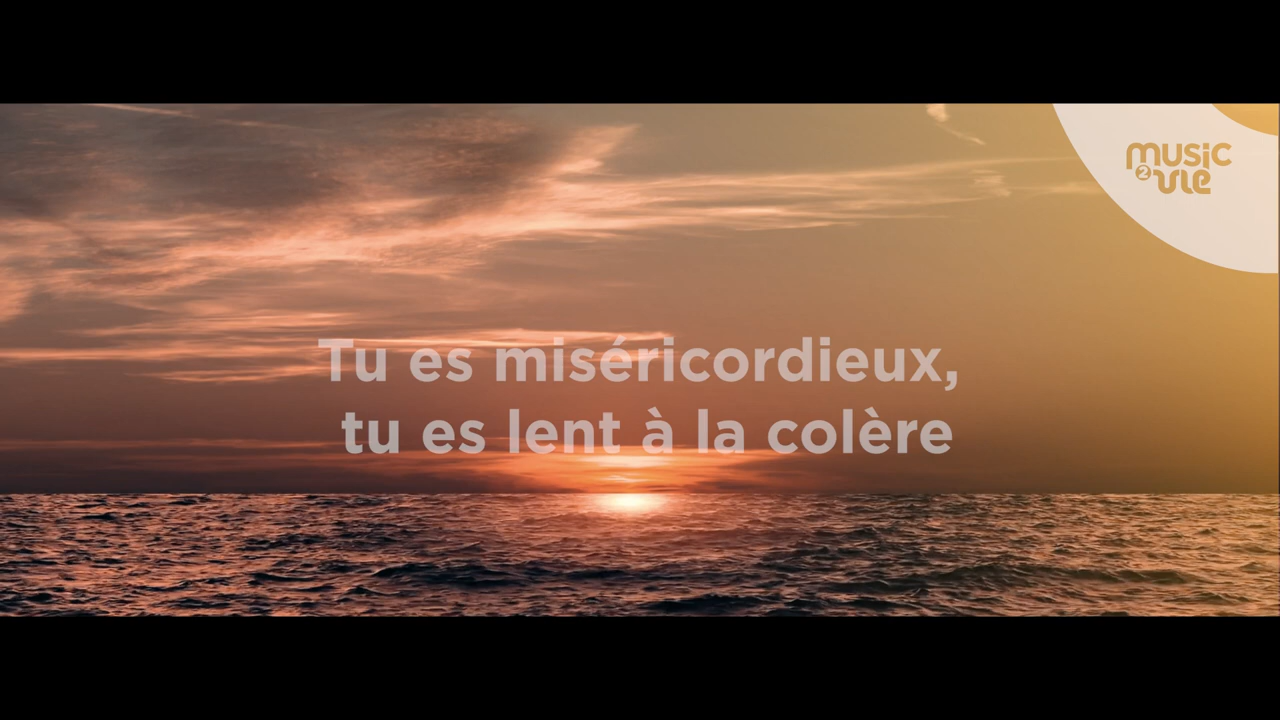 music
2 vie
Tu es miséricordieux,
tu es lent à la colère